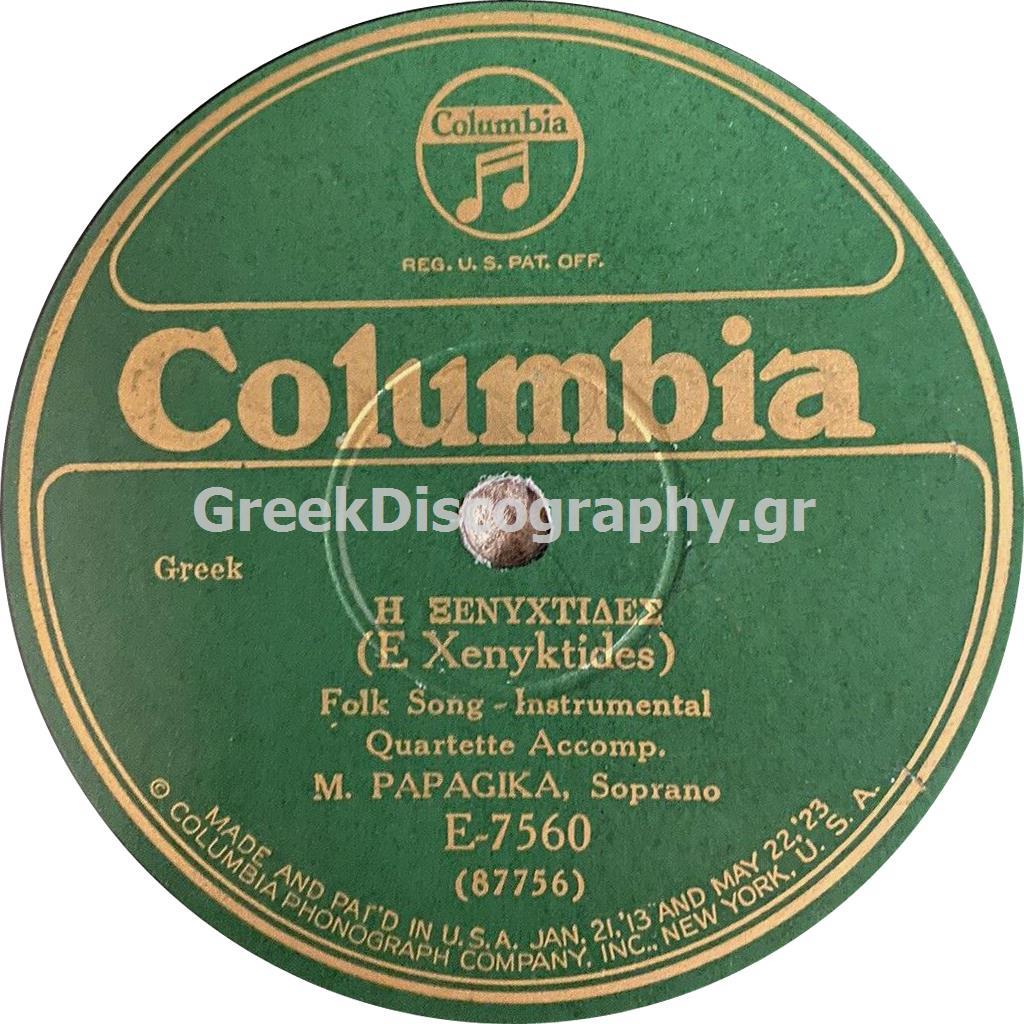 Columbia
REG. U. S. PAT. OFF.
Columbia
GreekDiscography.gr
Greek
Η ΞΕΝΥΧΤΙΔΕΣ
(E Xenyktides)
Folk Song - Instrumental
Quartette Accomp.
M. PAPAGIKA, Soprano
E-7560
(87756)
MADE AND PAT'D IN U.S.A. JAN. 21, '13 AND MAY 22, '23
© COLUMBIA PHONOGRAPH COMPANY, INC., NEW YORK, U. S. A.